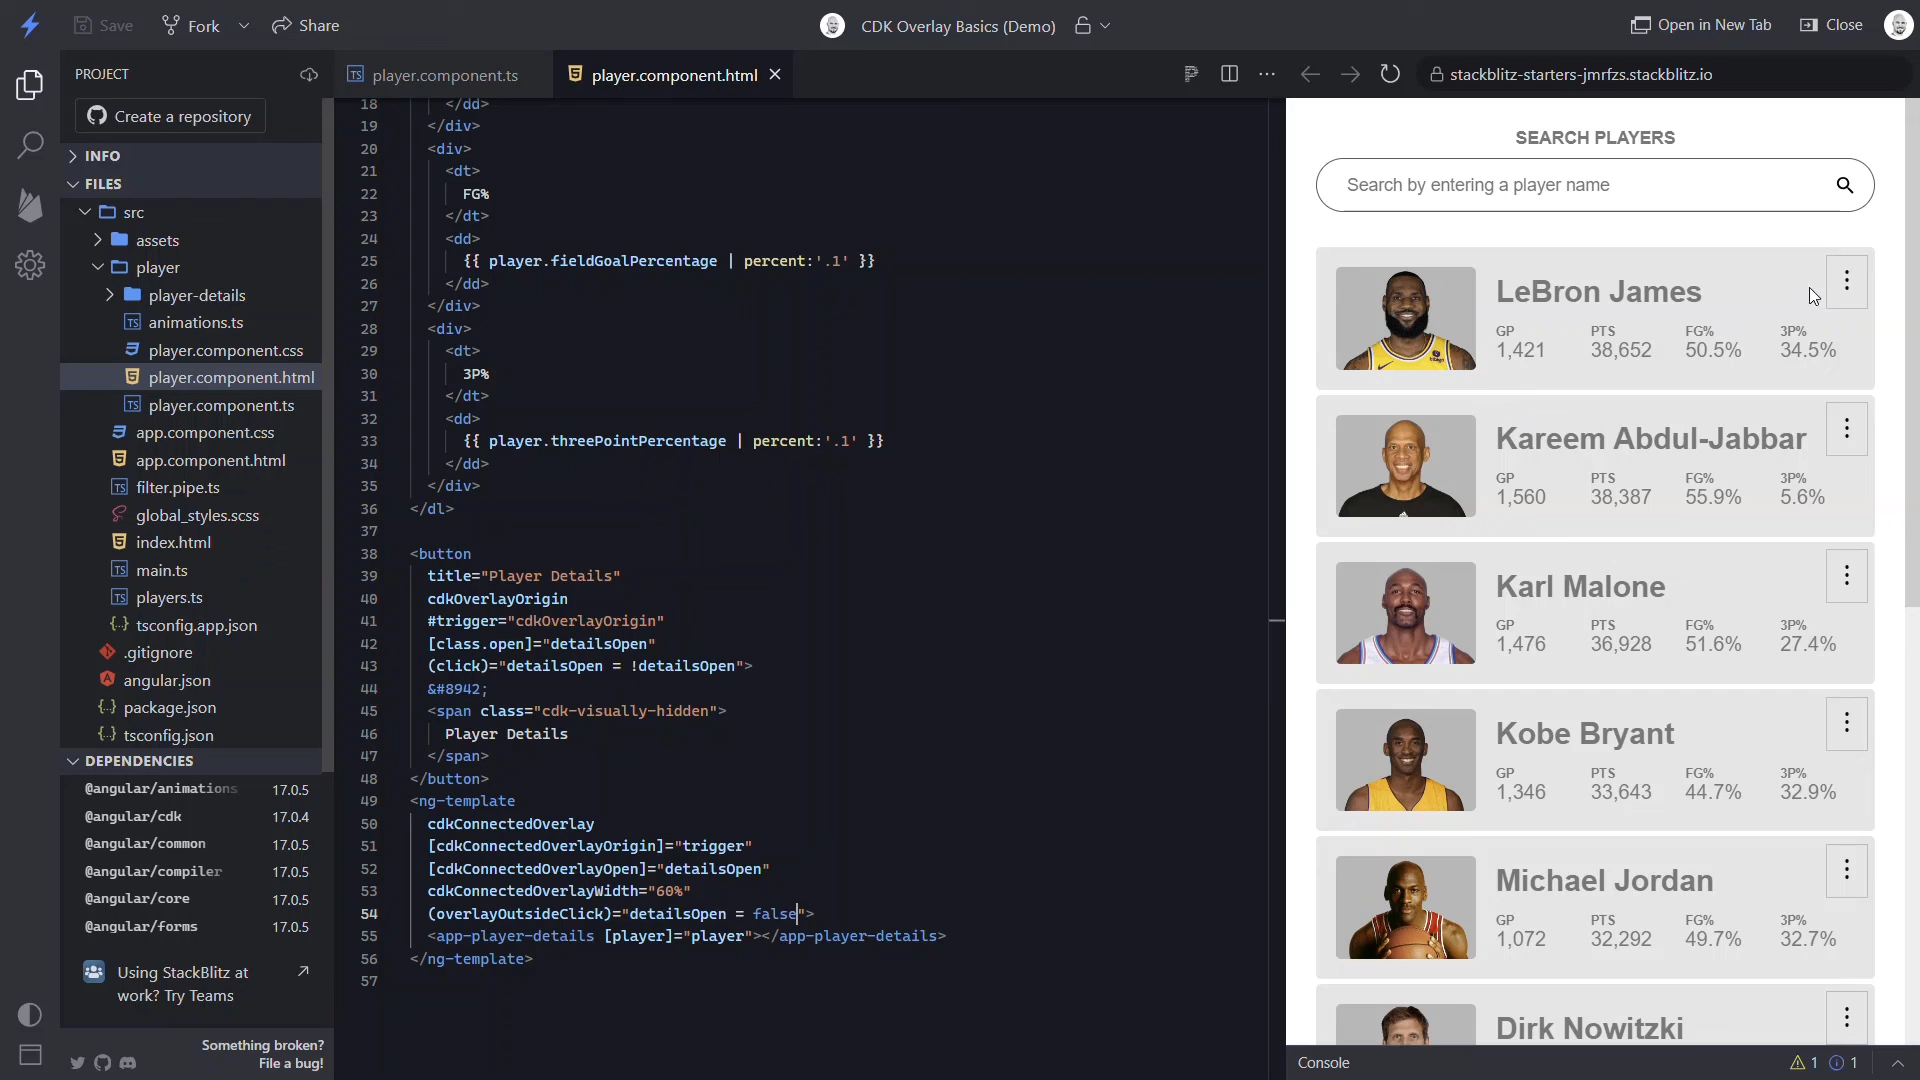 Save
Fork
Share
CDK Overlay Basics (Demo)
Open in New Tab
Close
PROJECT
player.component.ts
player.component.html
stackblitz-starters-jmrfzs.stackblitz.io
Create a repository
INFO
FILES
src
assets
player
player-details
animations.ts
player.component.css
player.component.html
player.component.ts
app.component.css
app.component.html
filter.pipe.ts
global_styles.scss
index.html
main.ts
players.ts
tsconfig.app.json
.gitignore
angular.json
package.json
tsconfig.json
DEPENDENCIES
@angular/animations 17.0.5
@angular/cdk 17.0.4
@angular/common 17.0.5
@angular/compiler 17.0.5
@angular/core 17.0.5
@angular/forms 17.0.5
Using StackBlitz at
work? Try Teams
Something broken?
File a bug!
18 </dd>
19 </div>
20 <div>
21 <dt>
22 FG%
23 </dt>
24 <dd>
25 {{ player.fieldGoalPercentage | percent:'.1' }}
26 </dd>
27 </div>
28 <div>
29 <dt>
30 3P%
31 </dt>
32 <dd>
33 {{ player.threePointPercentage | percent:'.1' }}
34 </dd>
35 </div>
36 </dl>
37
38 <button
39 title="Player Details"
40 cdkOverlayOrigin
41 #trigger="cdkOverlayOrigin"
42 [class.open]="detailsOpen"
43 (click)="detailsOpen = !detailsOpen">
44 &#8942;
45 <span class="cdk-visually-hidden">
46 Player Details
47 </span>
48 </button>
49 <ng-template
50 cdkConnectedOverlay
51 [cdkConnectedOverlayOrigin]="trigger"
52 [cdkConnectedOverlayOpen]="detailsOpen"
53 cdkConnectedOverlayWidth="60%"
54 (overlayOutsideClick)="detailsOpen = false">
55 <app-player-details [player]="player"></app-player-details>
56 </ng-template>
57
SEARCH PLAYERS
Search by entering a player name
LeBron James
GP PTS FG% 3P%
1,421 38,652 50.5% 34.5%
Kareem Abdul-Jabbar
GP PTS FG% 3P%
1,560 38,387 55.9% 5.6%
Karl Malone
GP PTS FG% 3P%
1,476 36,928 51.6% 27.4%
Kobe Bryant
GP PTS FG% 3P%
1,346 33,643 44.7% 32.9%
Michael Jordan
GP PTS FG% 3P%
1,072 32,292 49.7% 32.7%
Dirk Nowitzki
Console
1 1